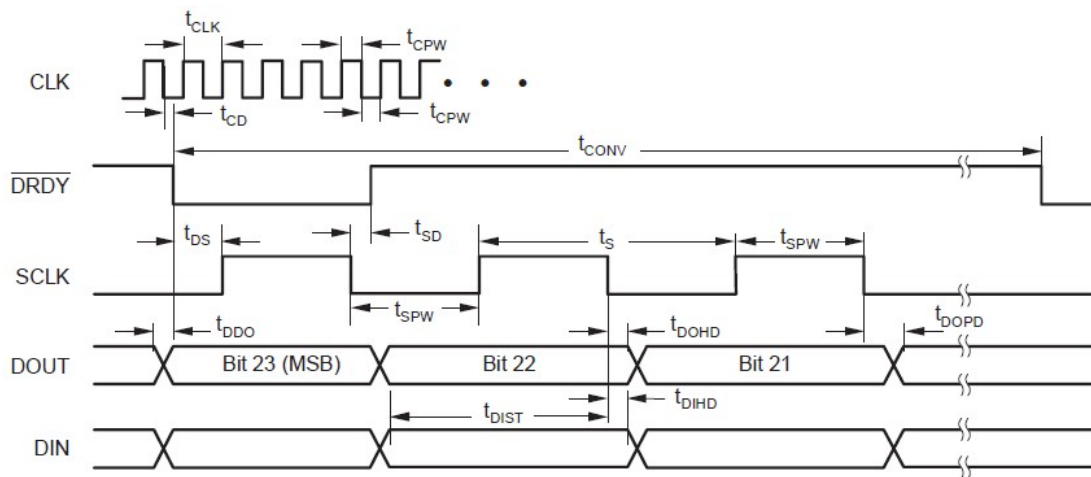 tCLK
tCPW
CLK
tCD
tCPW
tCONV
DRDY
tDS
tSD
tS
tSPW
SCLK
tSPW
tDDO
tDOHD
tDOPD
DOUT
Bit 23 (MSB)
Bit 22
Bit 21
tDIST
tDIHD
DIN